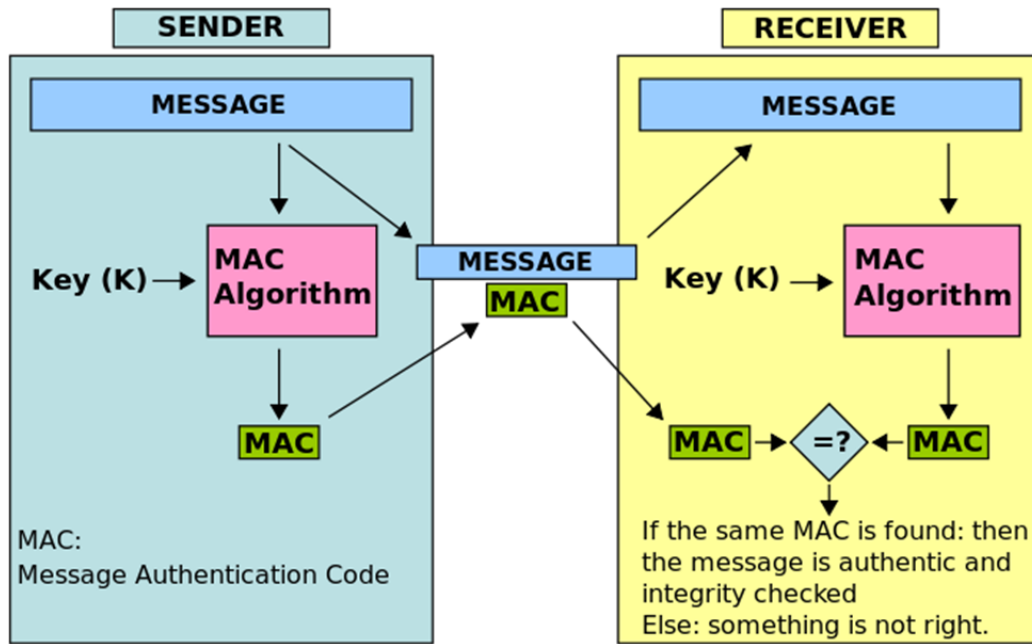 SENDER
MESSAGE
Key (K)
MAC
Algorithm
MAC
MAC:
Message Authentication Code
MESSAGE
MAC
RECEIVER
MESSAGE
Key (K)
MAC
Algorithm
MAC
=?
MAC
If the same MAC is found: then
the message is authentic and
integrity checked
Else: something is not right.